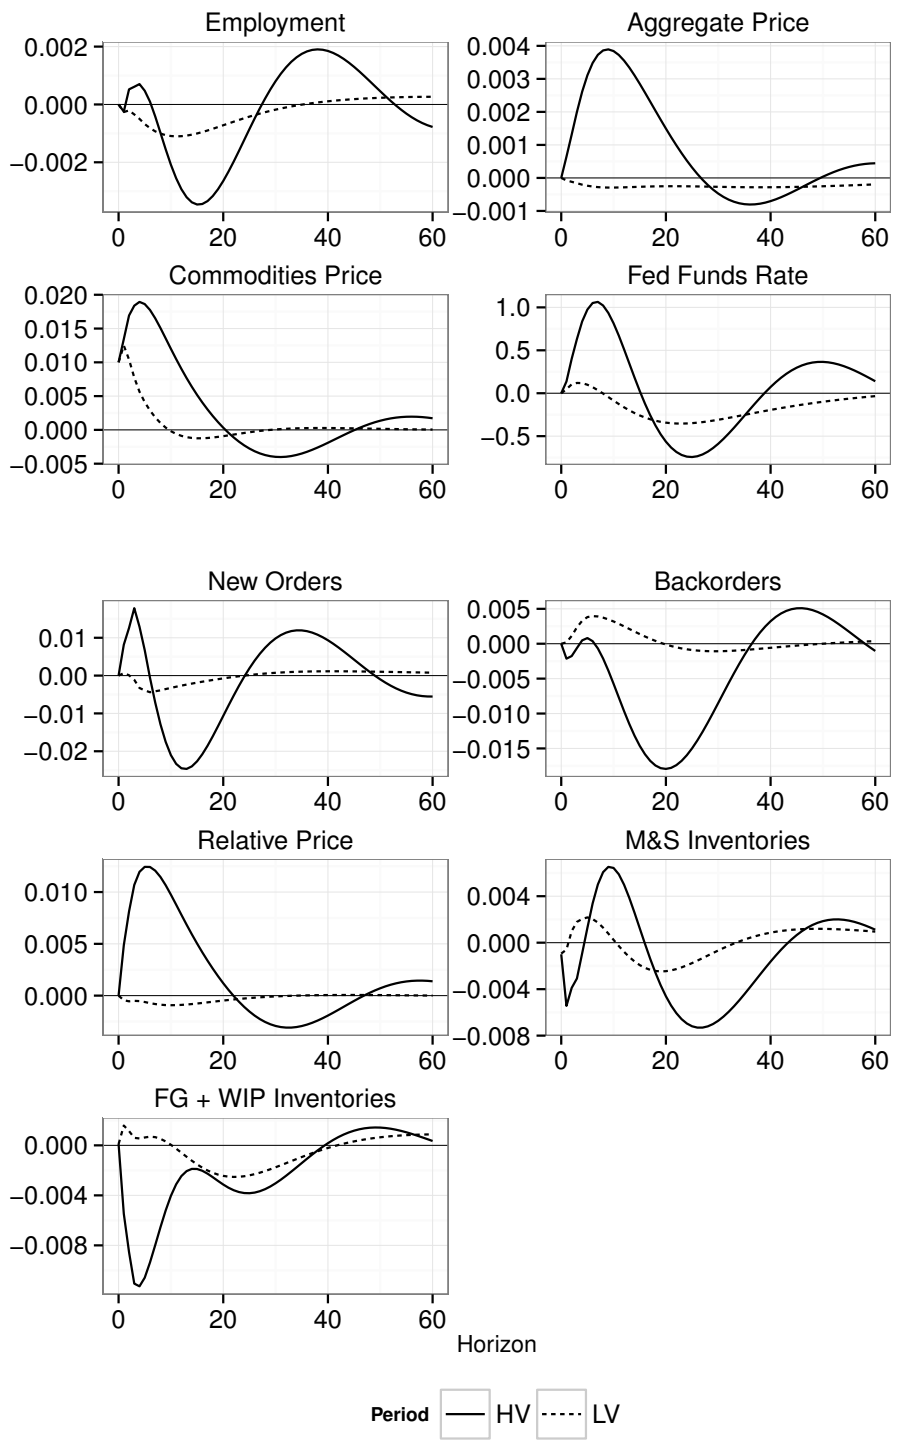 Employment
Aggregate Price
0.002
0.000
−0.002
0 20 40 60
0.004
0.003
0.002
0.001
0.000
−0.001
0 20 40 60
Commodities Price
Fed Funds Rate
0.020
0.015
0.010
0.005
0.000
−0.005
0 20 40 60
1.0
0.5
0.0
−0.5
0 20 40 60
New Orders
Backorders
0.01
0.00
−0.01
−0.02
0 20 40 60
0.005
0.000
−0.005
−0.010
−0.015
0 20 40 60
Relative Price
M&S Inventories
0.010
0.005
0.000
0 20 40 60
0.004
0.000
−0.004
−0.008
0 20 40 60
FG + WIP Inventories
0.000
−0.004
−0.008
0 20 40 60
Horizon
Period HV LV